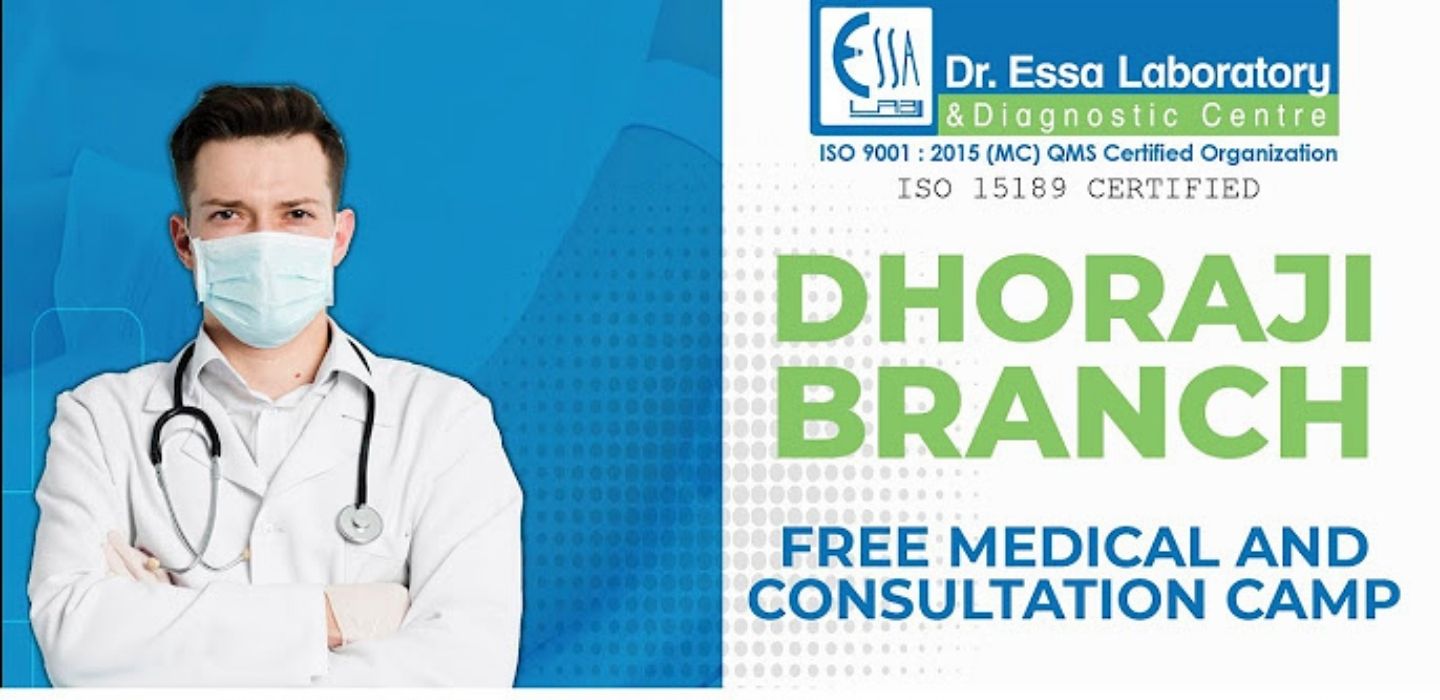 ESSA
LAB
Dr. Essa Laboratory
& Diagnostic Centre
ISO 9001 : 2015 (MC) QMS Certified Organization
ISO 15189 CERTIFIED
DHORAJI
BRANCH
FREE MEDICAL AND
CONSULTATION CAMP